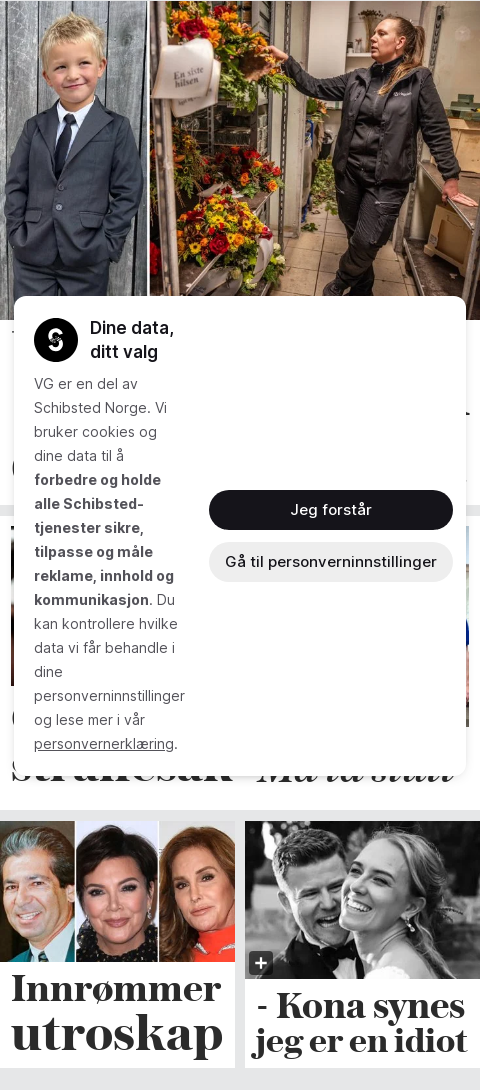 En siste
hilsen
Dine data,
ditt valg
VG er en del av
Schibsted Norge. Vi
bruker cookies og
dine data til å
forbedre og holde
alle Schibsted-
tjenester sikre,
tilpasse og måle
reklame, innhold og
kommunikasjon. Du
kan kontrollere hvilke
data vi får behandle i
dine
personverninnstillinger
og lese mer i vår
personvernerklæring.
Jeg forstår
Gå til personverninnstillinger
Innrømmer
utroskap
- Kona synes
jeg er en idiot